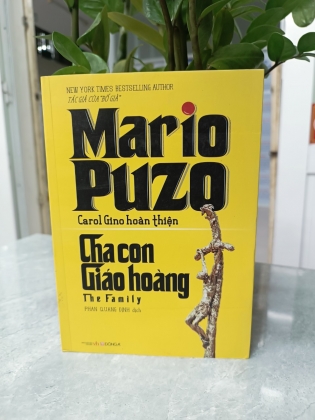 NEW YORK TIMES BESTSELLING AUTHOR
TÁC GIẢ CỦA "BỐ GIÀ"
Mario
PUZO
Carol Gino hoàn thiện
Cha con
Giáo hoàng
The Family
PHAN QUANG ĐỊNH dịch